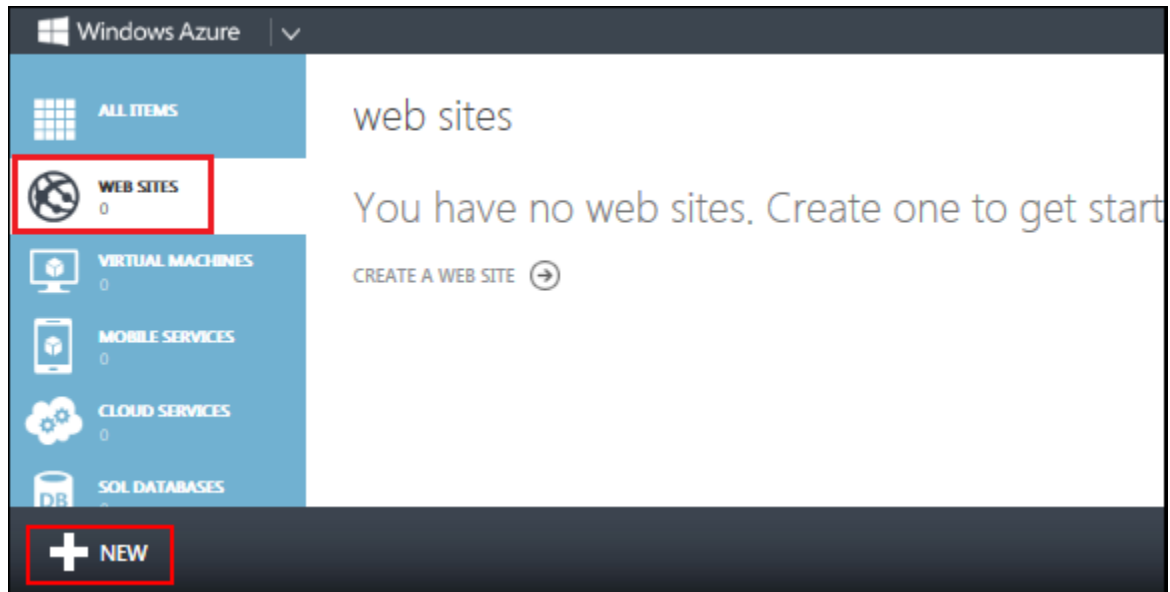 Windows Azure
ALL ITEMS
WEB SITES
0
VIRTUAL MACHINES
0
MOBILE SERVICES
0
CLOUD SERVICES
0
DB
SQL DATABASES
web sites
You have no web sites. Create one to get start
CREATE A WEB SITE
NEW